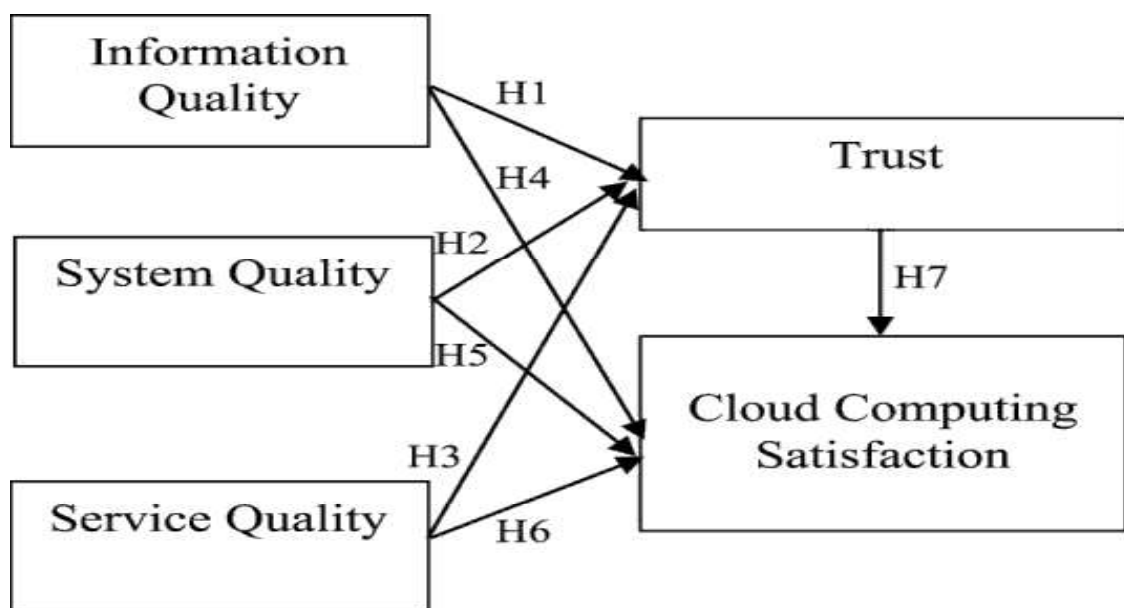 Information
Quality
H1
Trust
H4
H2
System Quality
H7
H5
Cloud Computing
Satisfaction
H3
Service Quality
H6